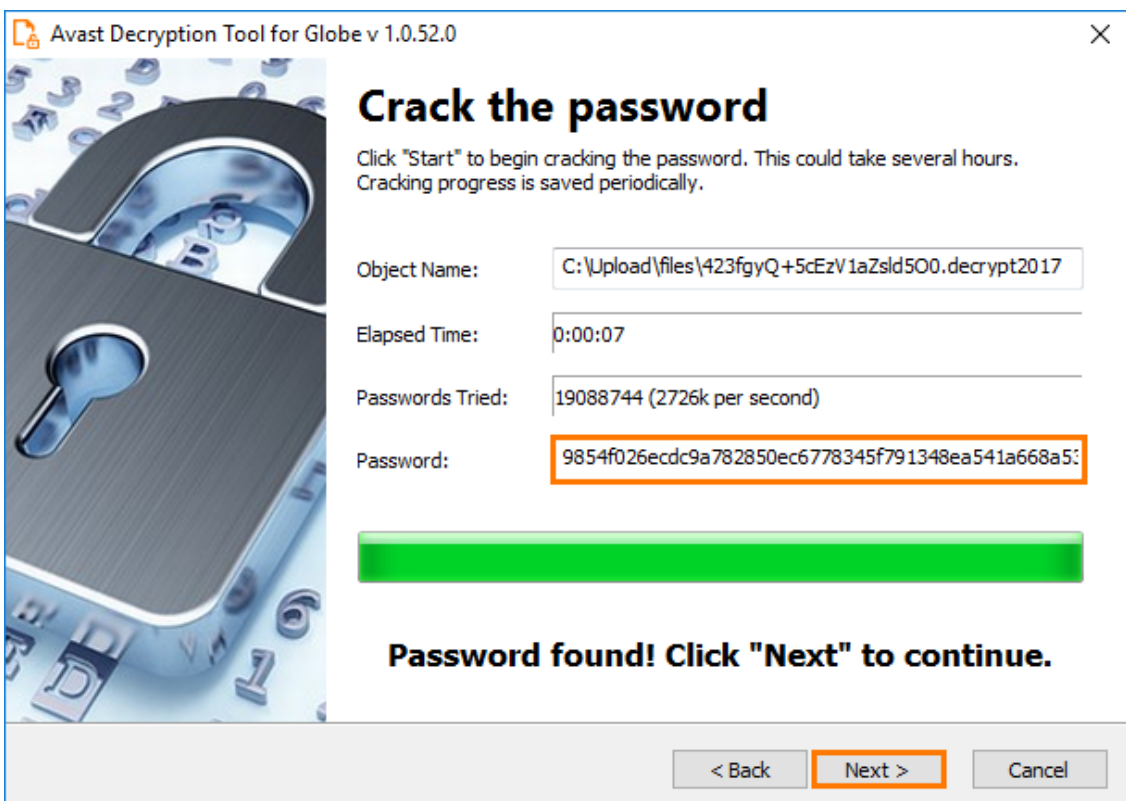 Avast Decryption Tool for Globe v 1.0.52.0
Crack the password
Click "Start" to begin cracking the password. This could take several hours.
Cracking progress is saved periodically.
Object Name: C:\Upload\files\423fgyQ+5cEzV1aZsld5O0.decrypt2017
Elapsed Time: 0:00:07
Passwords Tried: 19088744 (2726k per second)
Password: 9854f026ecdc9a782850ec6778345f791348ea541a668a53
Password found! Click "Next" to continue.
< Back Next > Cancel